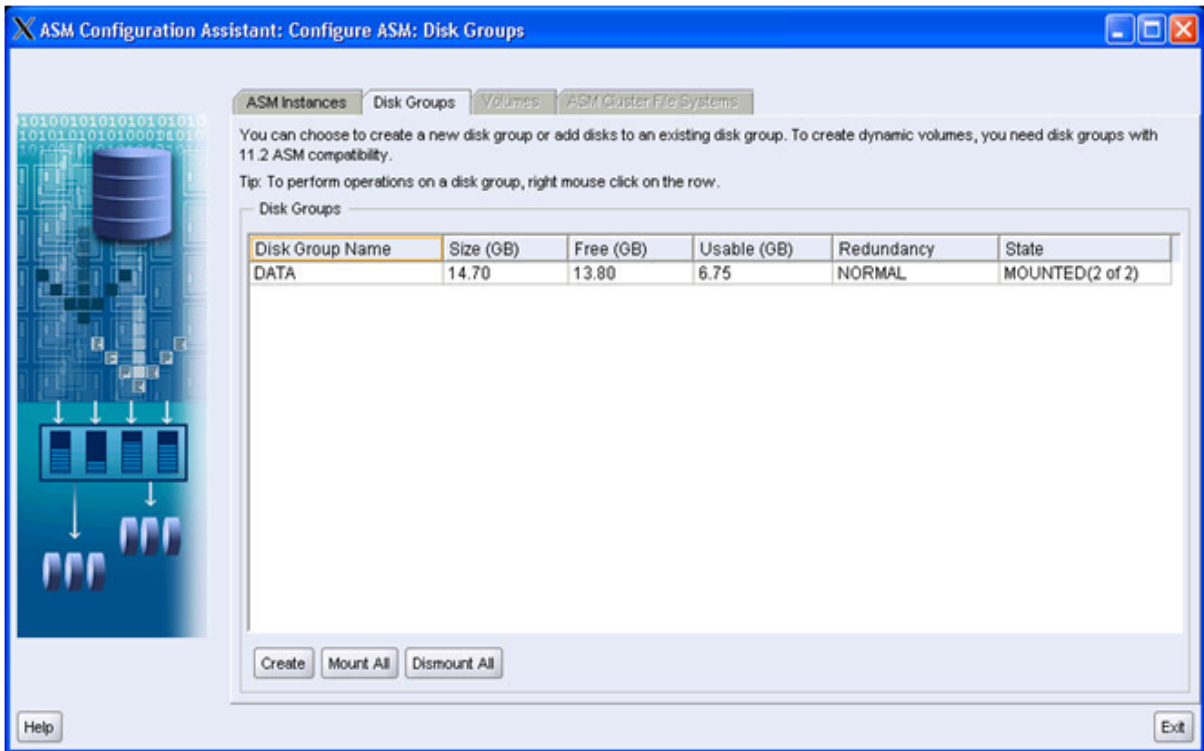 ASM Configuration Assistant: Configure ASM: Disk Groups
ASM Instances Disk Groups Volumes ASM Cluster File Systems
You can choose to create a new disk group or add disks to an existing disk group. To create dynamic volumes, you need disk groups with
11.2 ASM compatibility.
Tip: To perform operations on a disk group, right mouse click on the row.
Disk Groups
Disk Group Name Size (GB) Free (GB) Usable (GB) Redundancy State
DATA 14.70 13.80 6.75 NORMAL MOUNTED(2 of 2)
Create Mount All Dismount All
Help Exit